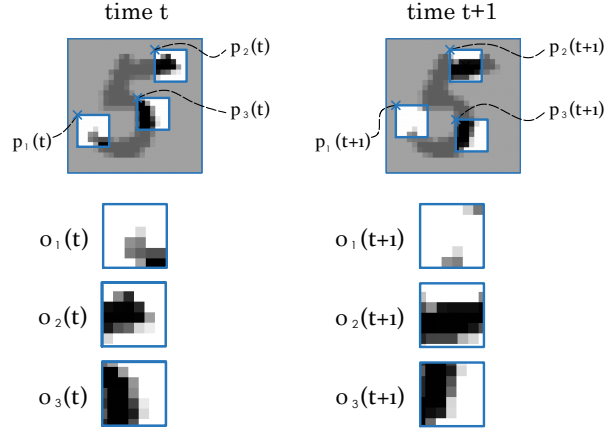 time t
time t+1
p₂(t)
p₂(t+1)
p₃(t)
p₃(t+1)
p₁(t)
p₁(t+1)
o₁(t)
o₁(t+1)
o₂(t)
o₂(t+1)
o₃(t)
o₃(t+1)